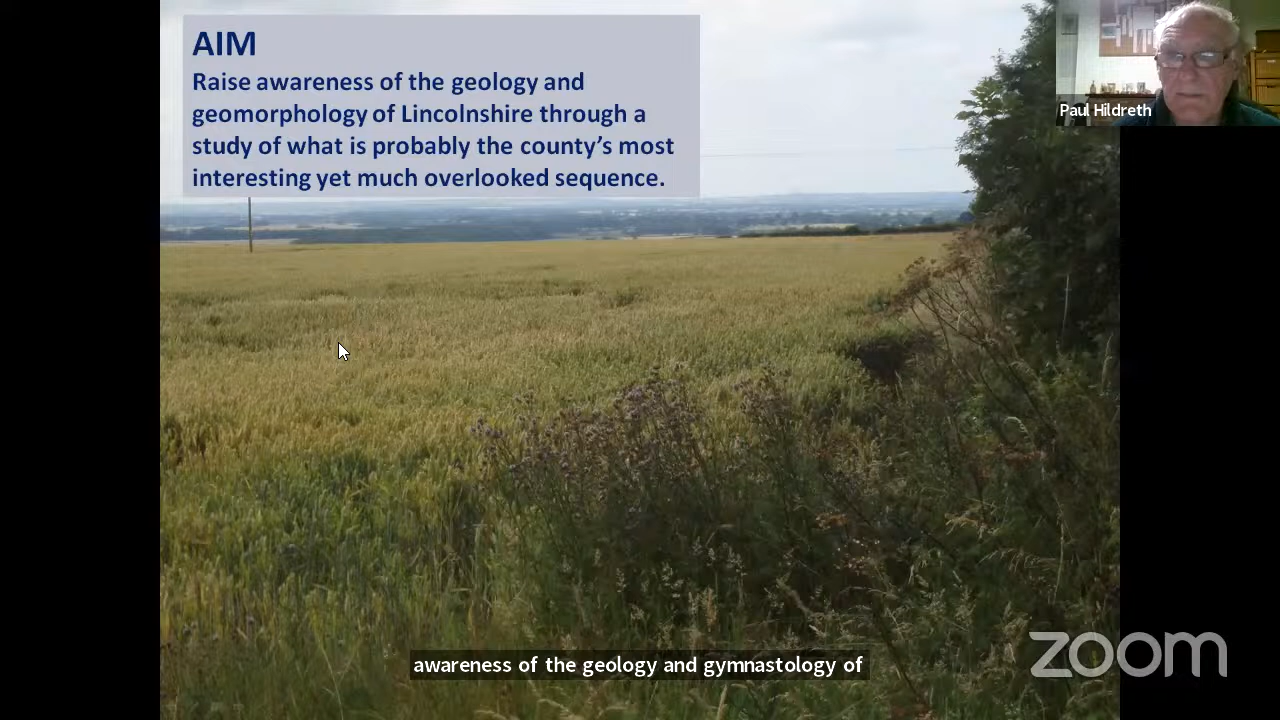 AIM
Raise awareness of the geology and
geomorphology of Lincolnshire through a
study of what is probably the county's most
interesting yet much overlooked sequence.
Paul Hildreth
awareness of the geology and gymnastology of
zoom